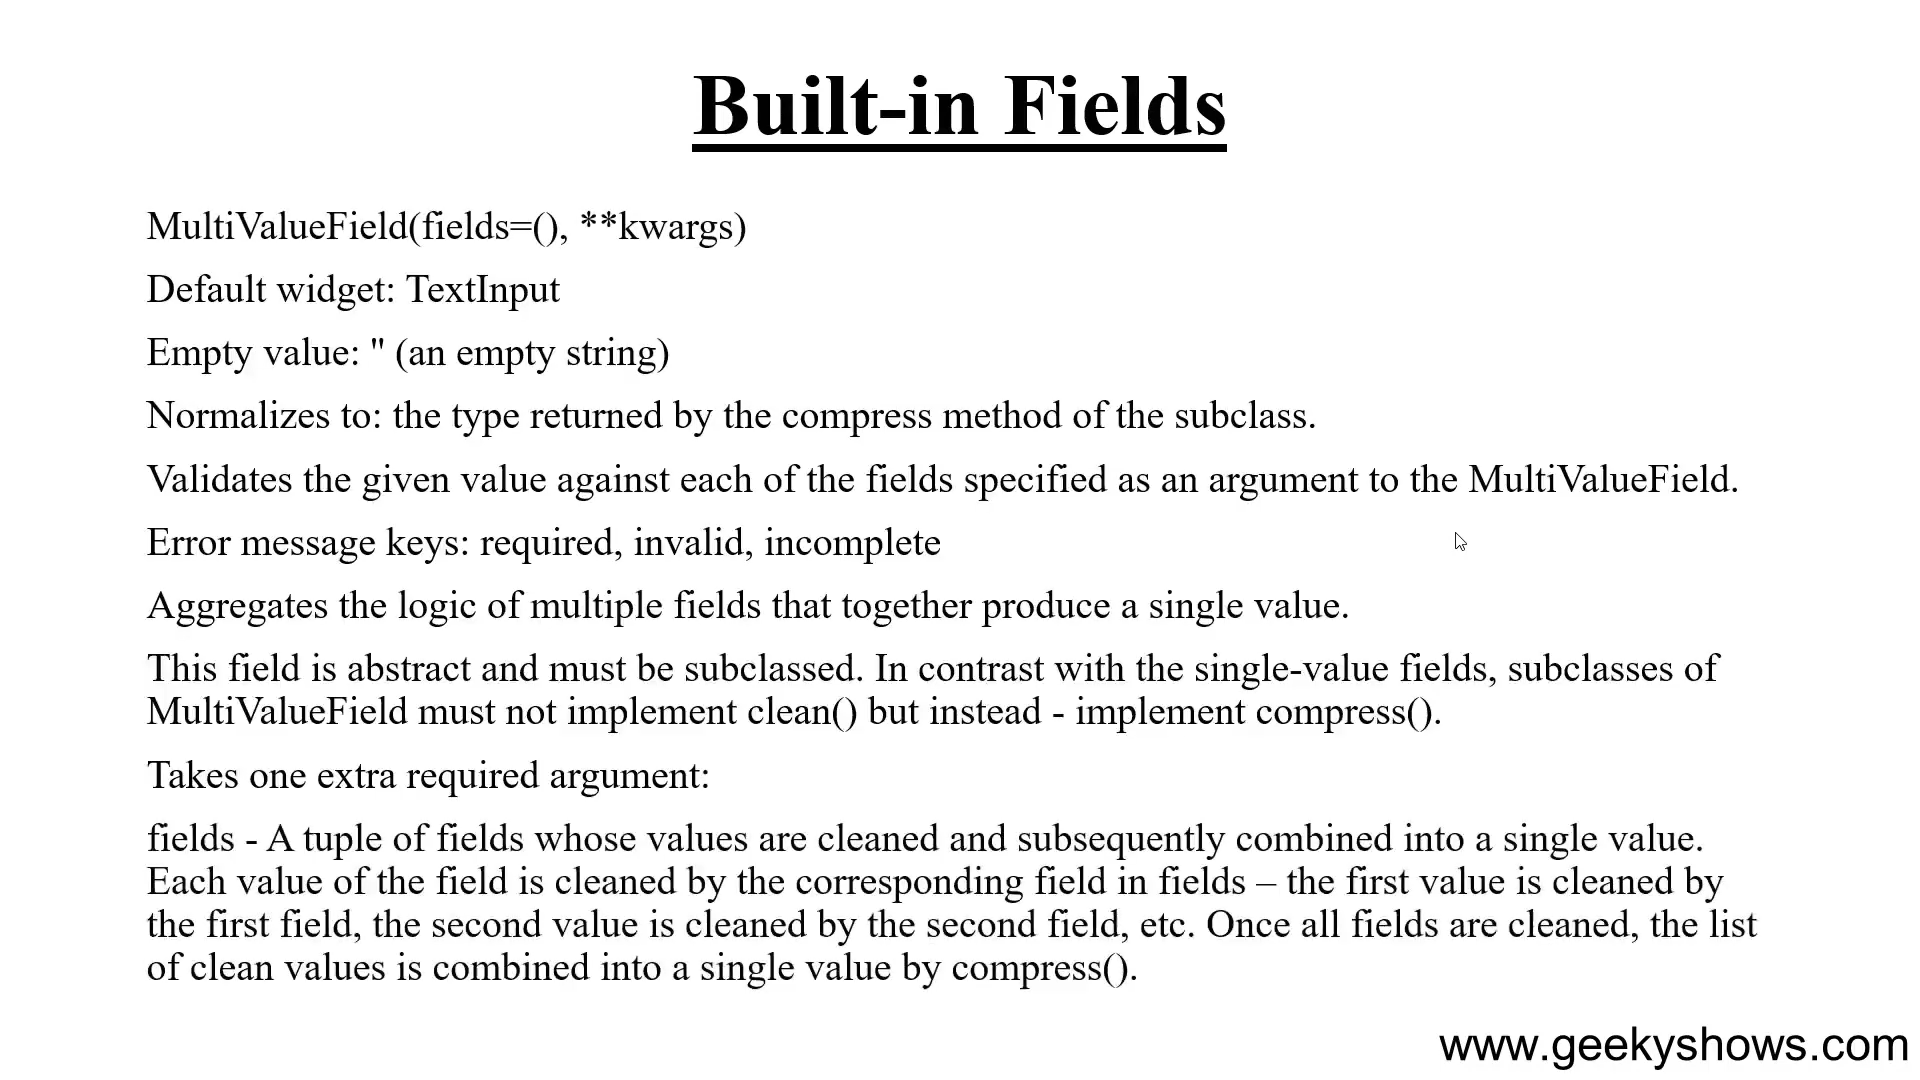 Built-in Fields
MultiValueField(fields=(), **kwargs)
Default widget: TextInput
Empty value: '' (an empty string)
Normalizes to: the type returned by the compress method of the subclass.
Validates the given value against each of the fields specified as an argument to the MultiValueField.
Error message keys: required, invalid, incomplete
Aggregates the logic of multiple fields that together produce a single value.
This field is abstract and must be subclassed. In contrast with the single-value fields, subclasses of
MultiValueField must not implement clean() but instead - implement compress().
Takes one extra required argument:
fields - A tuple of fields whose values are cleaned and subsequently combined into a single value.
Each value of the field is cleaned by the corresponding field in fields – the first value is cleaned by
the first field, the second value is cleaned by the second field, etc. Once all fields are cleaned, the list
of clean values is combined into a single value by compress().
www.geekyshows.com